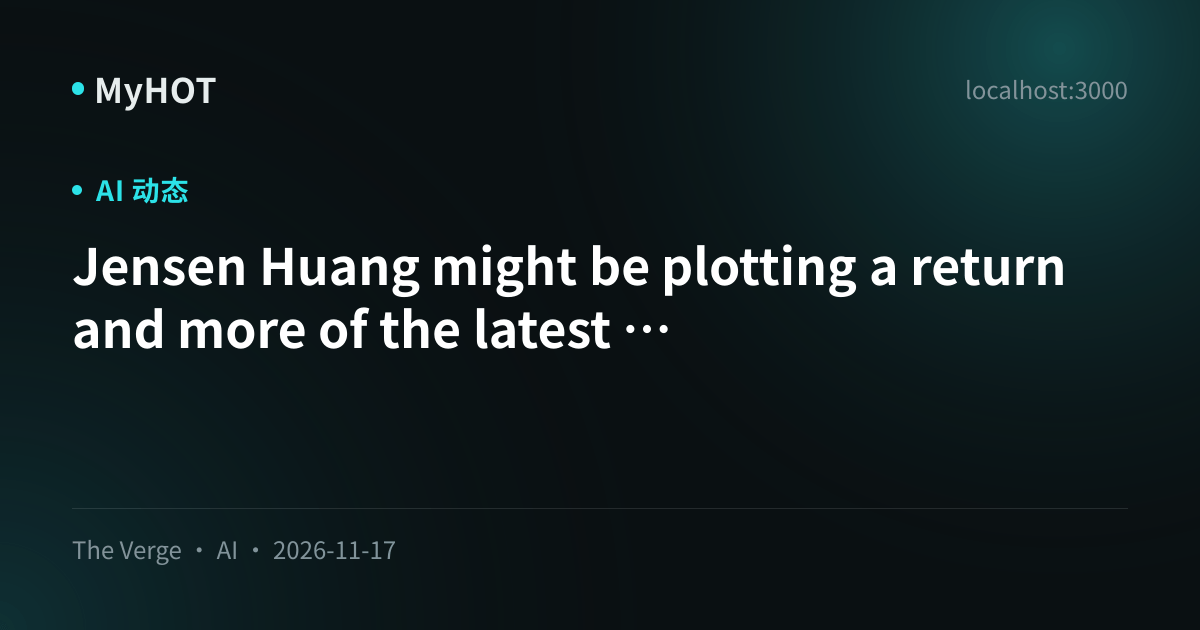 MyHOT
localhost:3000
AI 动态
Jensen Huang might be plotting a return
and more of the latest …
The Verge • AI • 2026-11-17